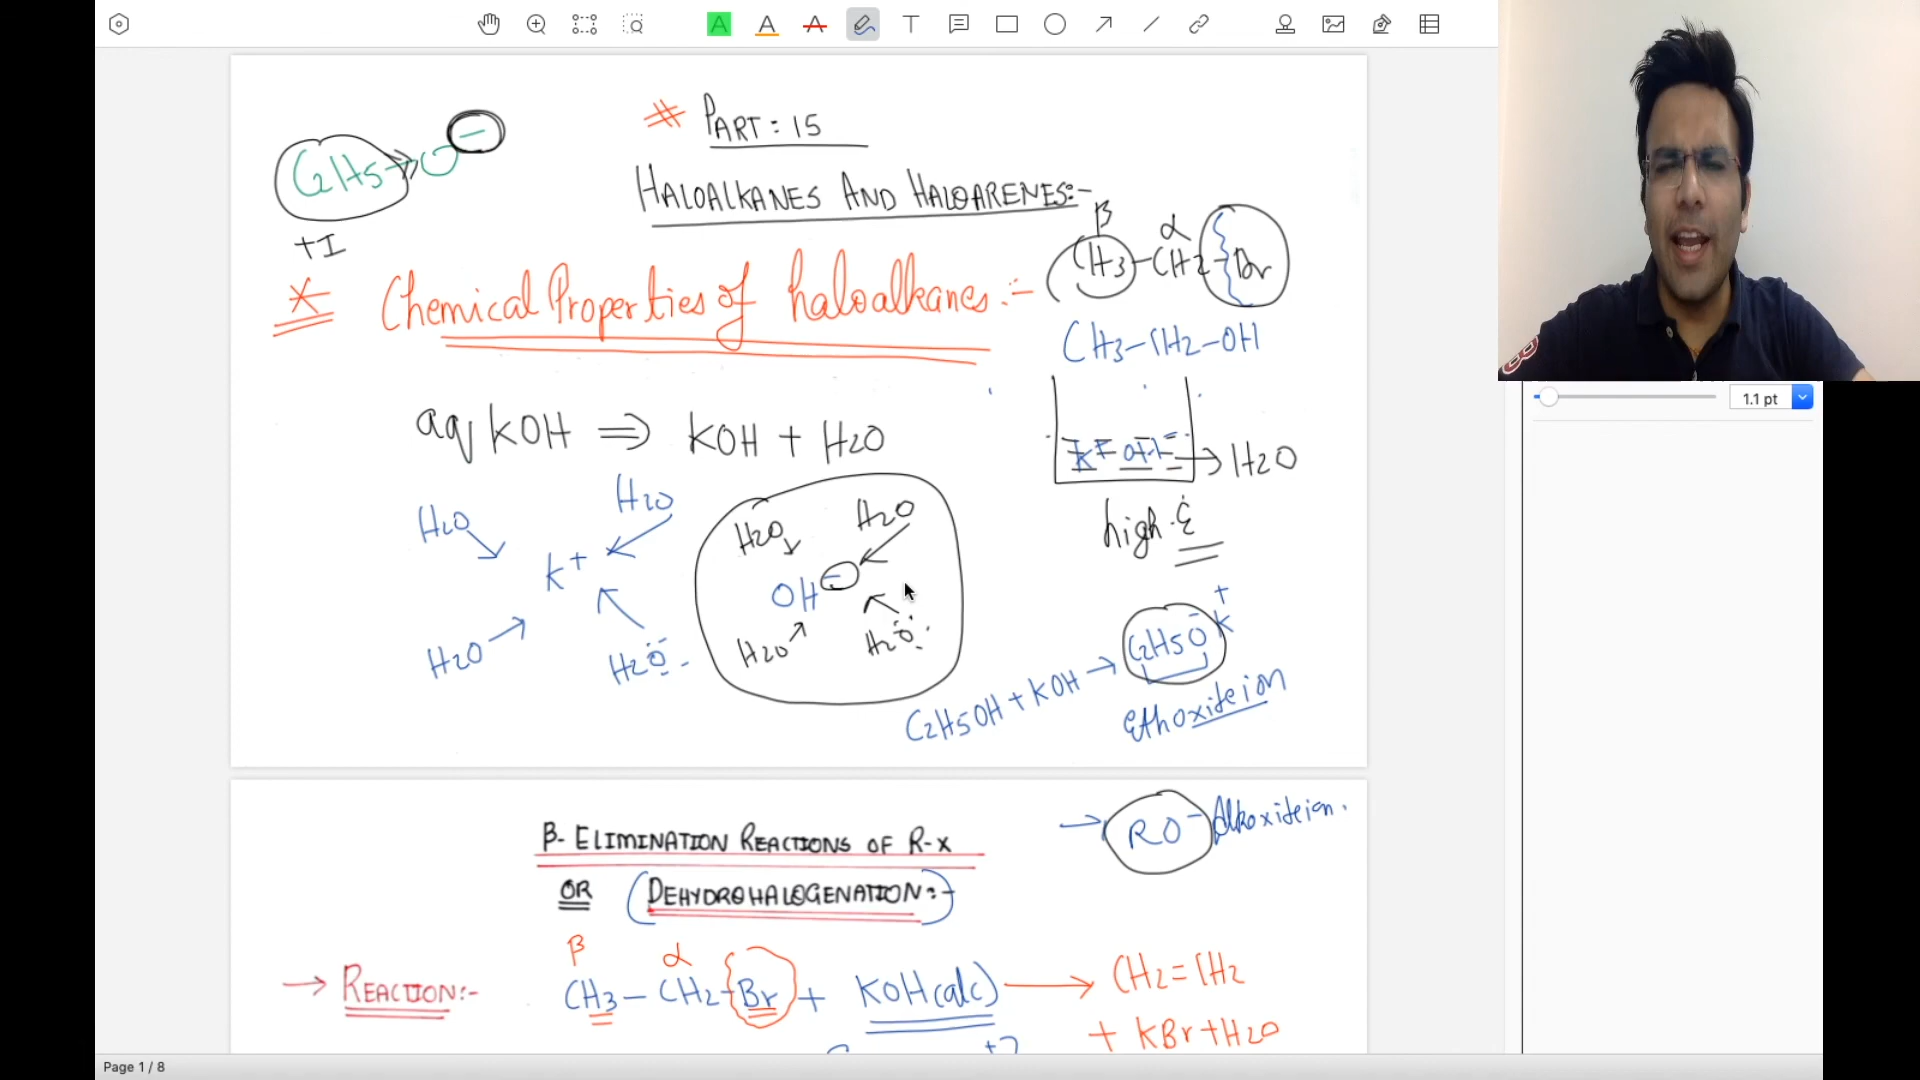 A A A T
# PART: 15
C2H5→O −
HALOALKANES AND HALOARENES:-
+I
β α
CH3-CH2-Br
* Chemical Properties of haloalkanes:-
CH3-CH2-OH
1.1 pt
aq KOH ⇒ KOH + H2O
K+ OH- → H2O
H2O H2O H2O H2O
high ε
K+ OH −
H2O H2O H2O H2O
C2H5OH + KOH → C2H5O- K+
Ethoxide ion
→ RO- Alkoxide ion.
β- ELIMINATION REACTIONS OF R-X
OR (DEHYDROHALOGENATION:-)
β α
→ REACTION:- CH3-CH2-Br + KOH(alc) → CH2=CH2
+ KBr+H2O
Page 1 / 8